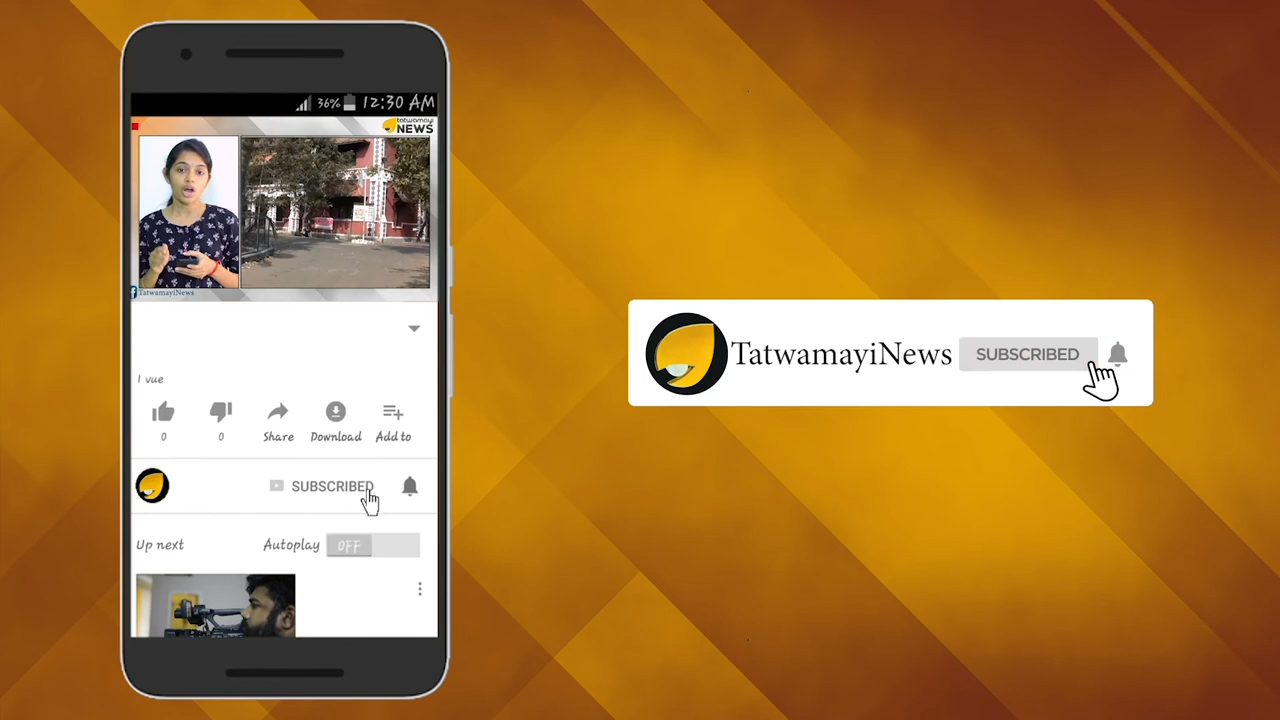 36% 12:30 AM
tatwamayi
NEWS
TatwamayiNews
1 vue
0
0
Share
Download
Add to
SUBSCRIBED
Up next
Autoplay
OFF
TatwamayiNews
SUBSCRIBED